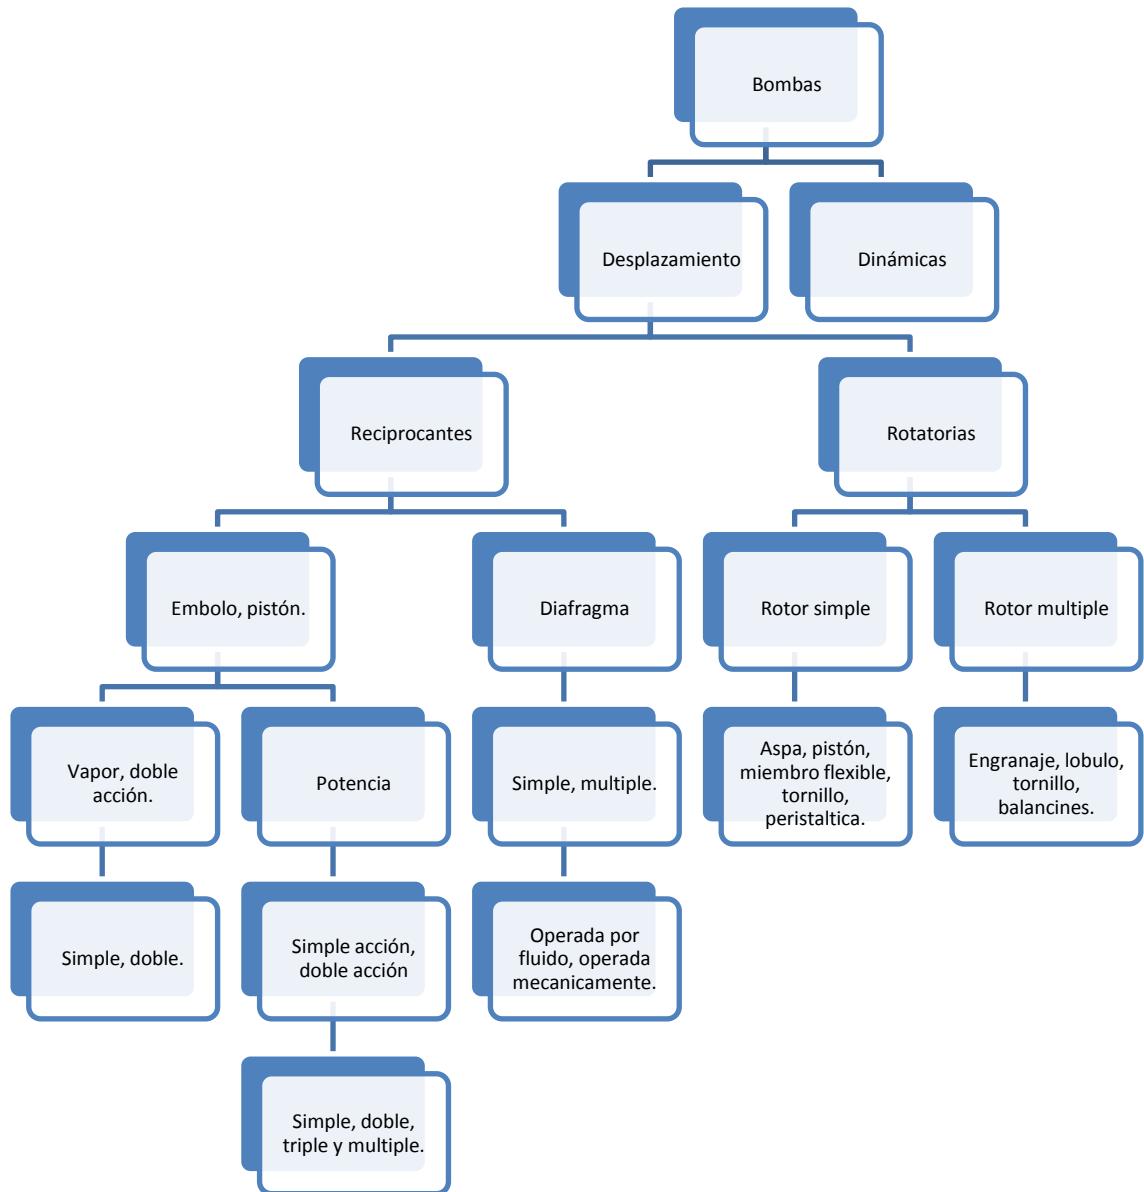 Bombas
Desplazamiento
Dinámicas
Reciprocantes
Rotatorias
Embolo, pistón.
Diafragma
Rotor simple
Rotor multiple
Vapor, doble
acción.
Potencia
Simple, multiple.
Aspa, pistón,
miembro flexible,
tornillo,
peristaltica.
Engranaje, lobulo,
tornillo,
balancines.
Simple, doble.
Simple acción,
doble acción
Operada por
fluido, operada
mecanicamente.
Simple, doble,
triple y multiple.